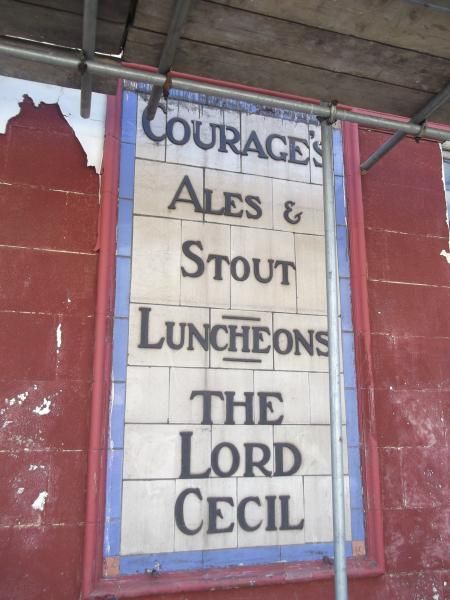 COURAGE'S
ALES &
STOUT
LUNCHEONS
THE
LORD
CECIL